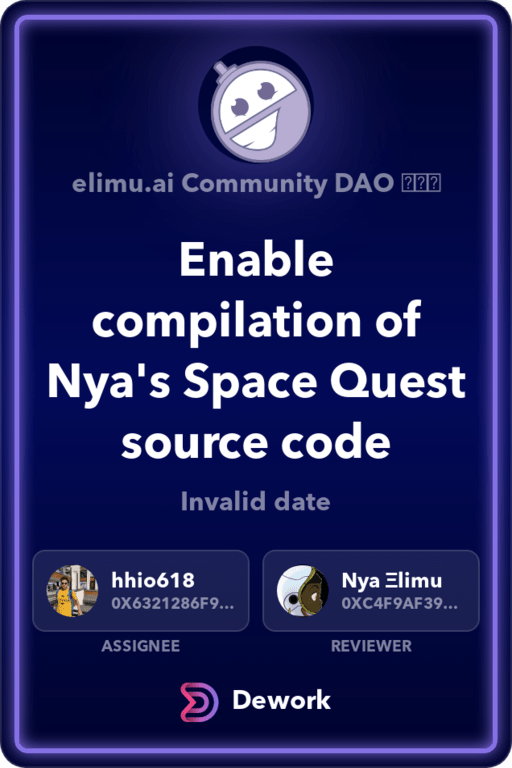 elimu.ai Community DAO
Enable
compilation of
Nya's Space Quest
source code
Invalid date
hhio618
0X6321286F9...
Nya Ξlimu
0XC4F9AF39...
ASSIGNEE
REVIEWER
Dework